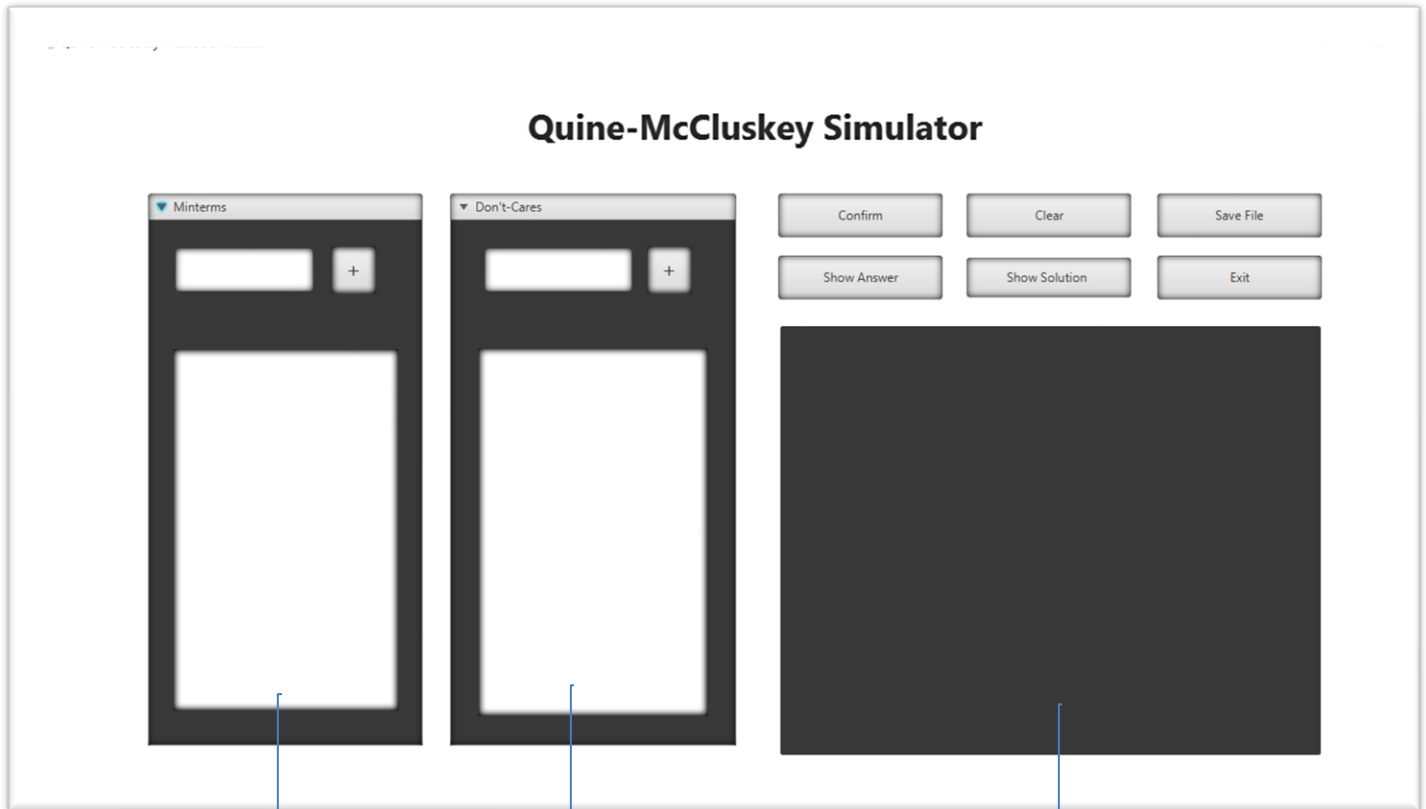 Quine-McCluskey Simulator
Minterms
Don't-Cares
+
+
Confirm
Clear
Save File
Show Answer
Show Solution
Exit